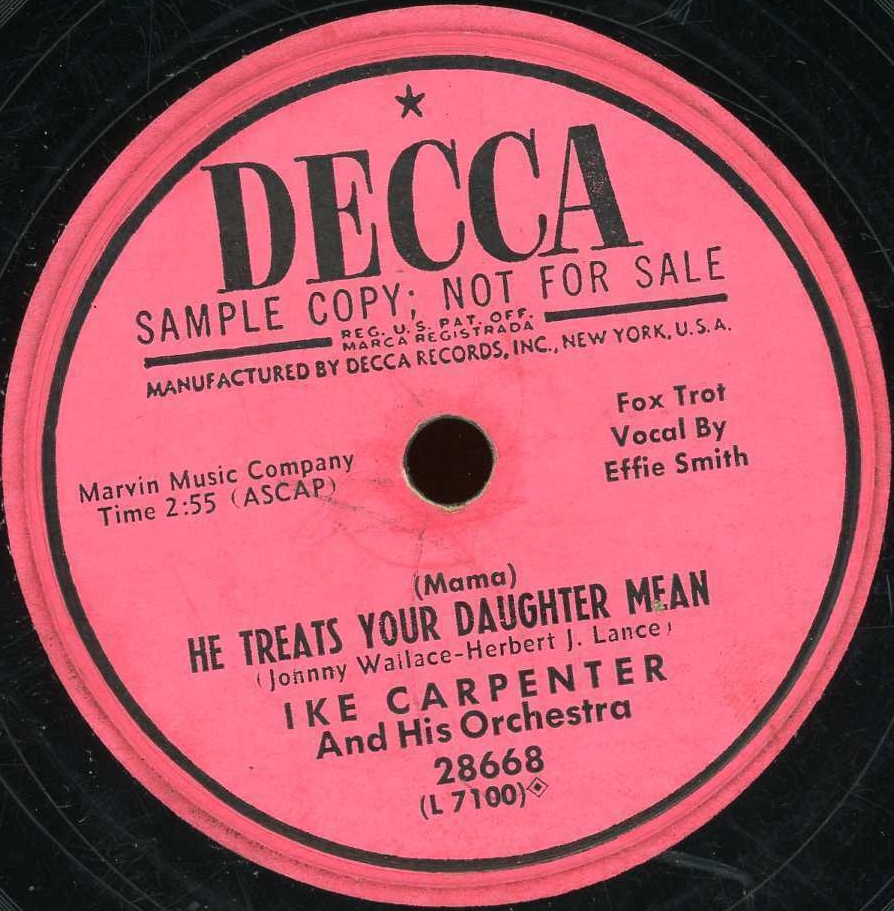 DECCA
SAMPLE COPY; NOT FOR SALE
REG. U.S. PAT. OFF.
MARCA REGISTRADA
MANUFACTURED BY DECCA RECORDS, INC., NEW YORK, U.S.A.
Fox Trot
Vocal By
Effie Smith
Marvin Music Company
Time 2:55 (ASCAP)
(Mama)
HE TREATS YOUR DAUGHTER MEAN
(Johnny Wallace-Herbert J. Lance)
IKE CARPENTER
And His Orchestra
28668
(L 7100)